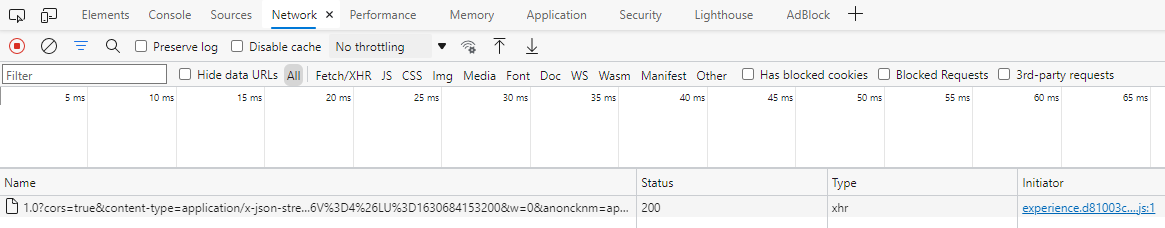 Elements Console Sources Network Performance Memory Application Security Lighthouse AdBlock
Preserve log Disable cache No throttling
Filter Hide data URLs All Fetch/XHR JS CSS Img Media Font Doc WS Wasm Manifest Other Has blocked cookies Blocked Requests 3rd-party requests
5 ms 10 ms 15 ms 20 ms 25 ms 30 ms 35 ms 40 ms 45 ms 50 ms 55 ms 60 ms 65 ms
Name Status Type Initiator
1.0?cors=true&content-type=application/x-json-stre...6V%3D4%26LU%3D1630684153200&w=0&anoncknm=ap... 200 xhr experience.d81003c....js:1